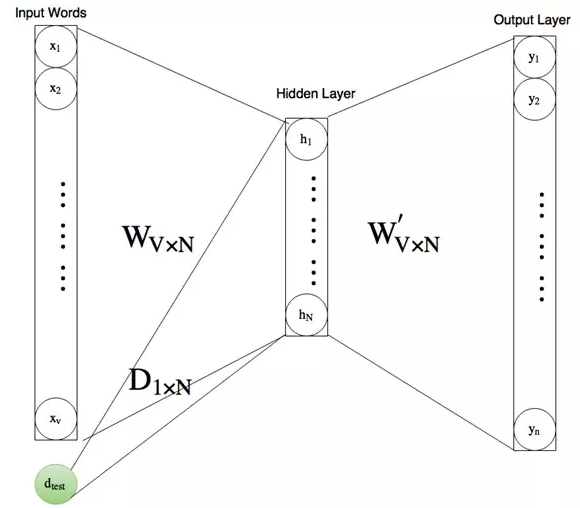 Input Words
Output Layer
x1
x2
y1
y2
Hidden Layer
h1
WV×N
W′V×N
hN
D1×N
xv
yn
dtest